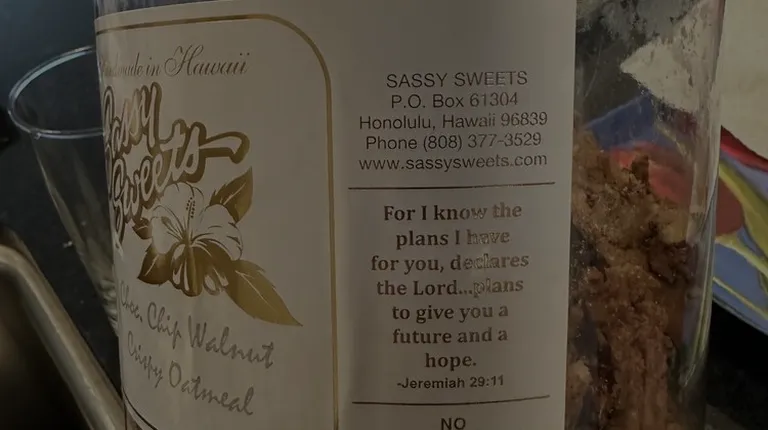 made in Hawaii
Sassy
Sweets
Choc. Chip Walnut
Crispy Oatmeal
SASSY SWEETS
P.O. Box 61304
Honolulu, Hawaii 96839
Phone (808) 377-3529
www.sassysweets.com
For I know the
plans I have
for you, declares
the Lord...plans
to give you a
future and a
hope.
-Jeremiah 29:11
NO